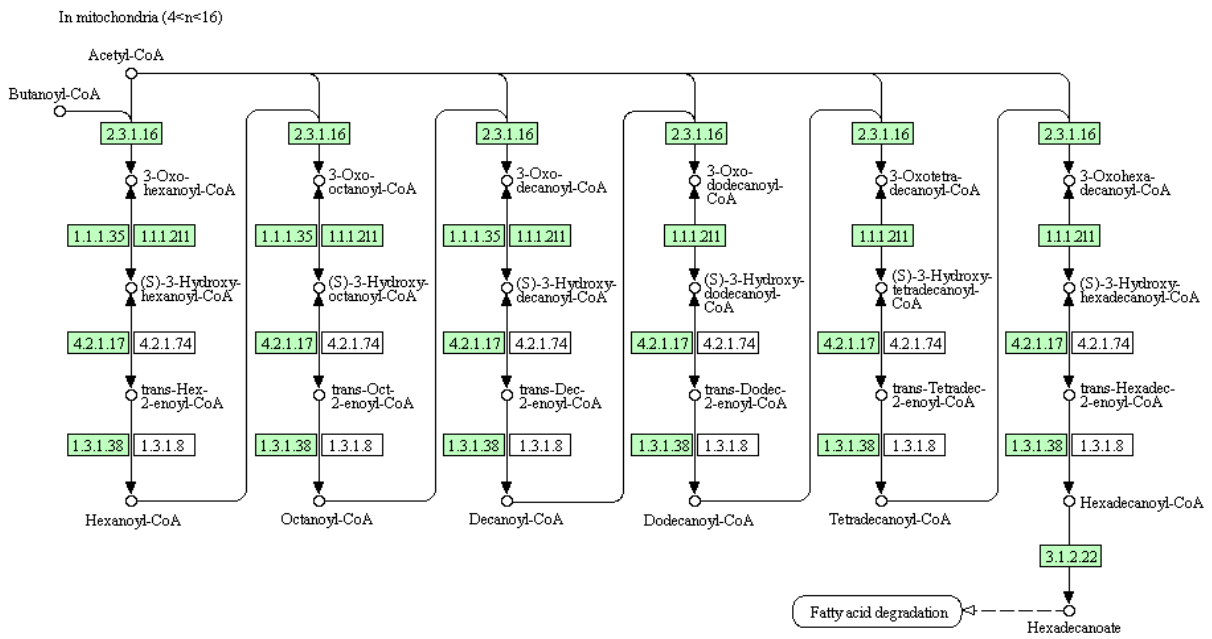 In mitochondria (4<n<16)
Acetyl-CoA
Butanoyl-CoA
2.3.1.16 2.3.1.16 2.3.1.16 2.3.1.16 2.3.1.16 2.3.1.16
3-Oxo- 3-Oxo- 3-Oxo- 3-Oxo- 3-Oxotetra- 3-Oxohexa-
hexanoyl-CoA octanoyl-CoA decanoyl-CoA dodecanoyl- decanoyl-CoA decanoyl-CoA
CoA
1.1.1.35 1.1.1.211 1.1.1.35 1.1.1.211 1.1.1.35 1.1.1.211 1.1.1.211 1.1.1.211 1.1.1.211
(S)-3-Hydroxy- (S)-3-Hydroxy- (S)-3-Hydroxy- (S)-3-Hydroxy- (S)-3-Hydroxy- (S)-3-Hydroxy-
hexanoyl-CoA octanoyl-CoA decanoyl-CoA dodecanoyl- tetradecanoyl- hexadecanoyl-CoA
CoA CoA
4.2.1.17 4.2.1.74 4.2.1.17 4.2.1.74 4.2.1.17 4.2.1.74 4.2.1.17 4.2.1.74 4.2.1.17 4.2.1.74 4.2.1.17 4.2.1.74
trans-Hex- trans-Oct- trans-Dec- trans-Dodec- trans-Tetradec- trans-Hexadec-
2-enoyl-CoA 2-enoyl-CoA 2-enoyl-CoA 2-enoyl-CoA 2-enoyl-CoA 2-enoyl-CoA
1.3.1.38 1.3.1.8 1.3.1.38 1.3.1.8 1.3.1.38 1.3.1.8 1.3.1.38 1.3.1.8 1.3.1.38 1.3.1.8 1.3.1.38 1.3.1.8
Hexanoyl-CoA Octanoyl-CoA Decanoyl-CoA Dodecanoyl-CoA Tetradecanoyl-CoA Hexadecanoyl-CoA
3.1.2.22
Fatty acid degradation
Hexadecanoate